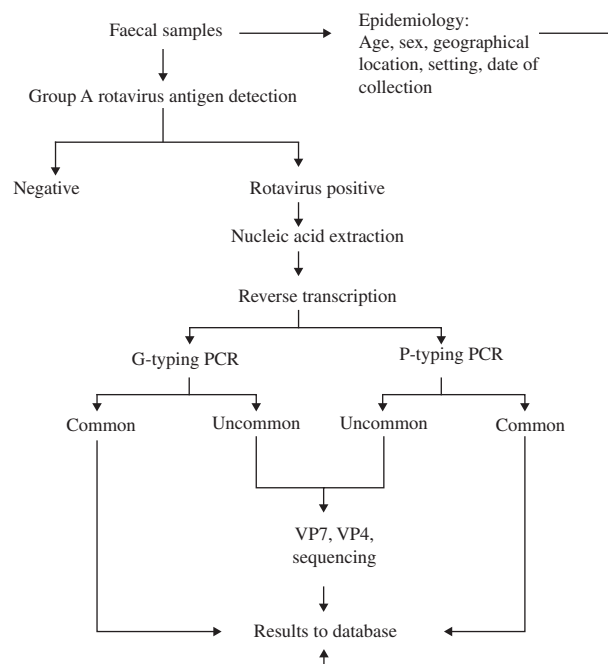 Faecal samples
Epidemiology:
Age, sex, geographical
location, setting, date of
collection
Group A rotavirus antigen detection
Negative
Rotavirus positive
Nucleic acid extraction
Reverse transcription
G-typing PCR
P-typing PCR
Common
Uncommon
Uncommon
Common
VP7, VP4,
sequencing
Results to database